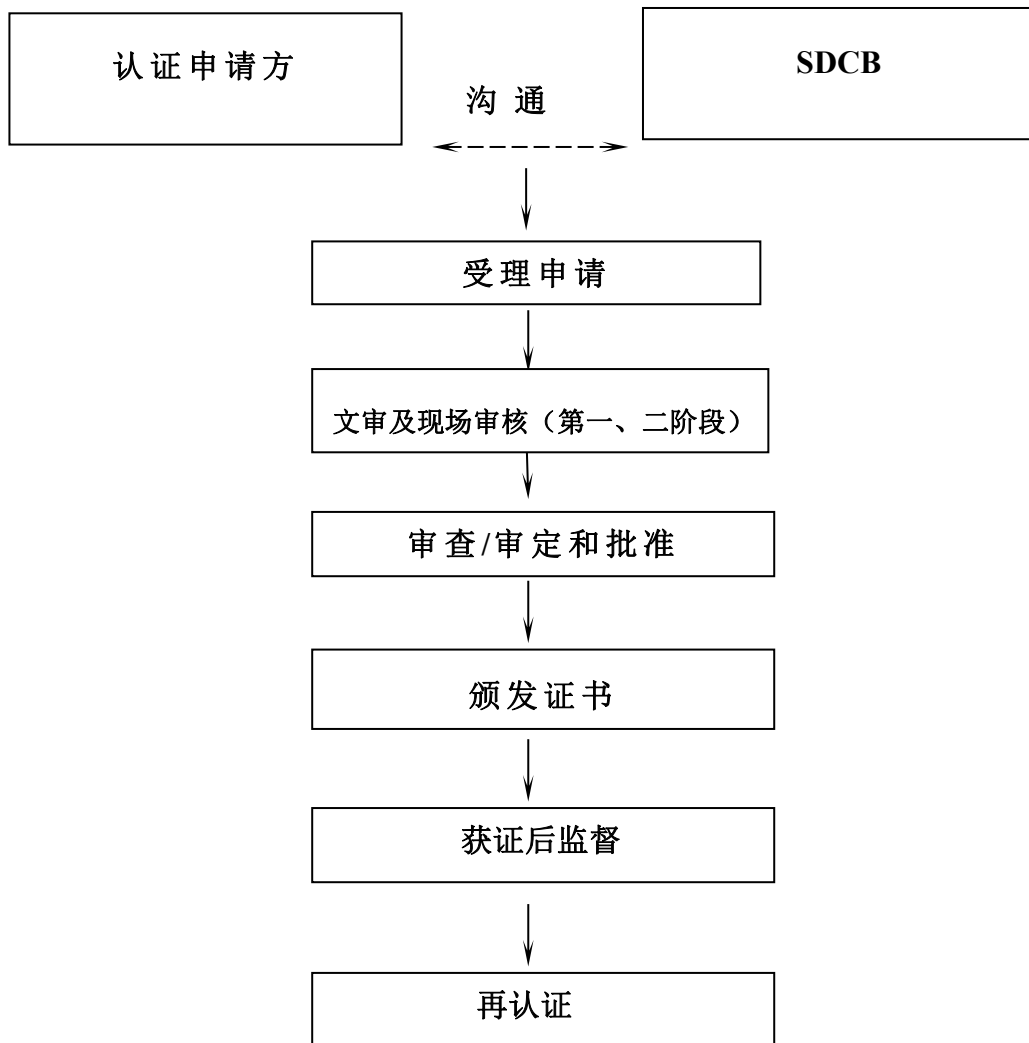 认证申请方
SDCB
沟通
受理申请
文审及现场审核（第一、二阶段）
审查/审定和批准
颁发证书
获证后监督
再认证